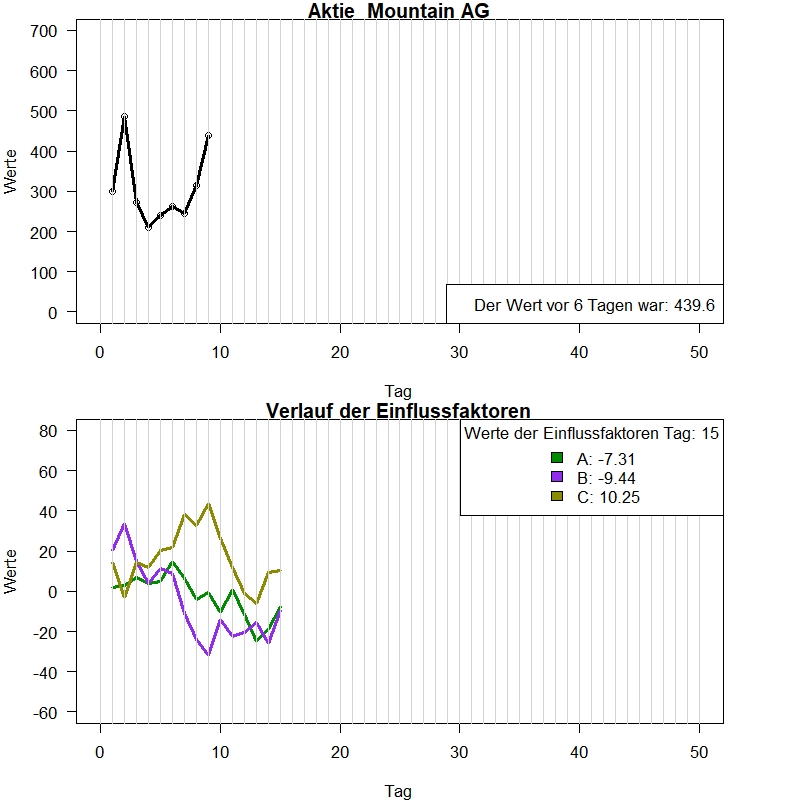 Aktie  Mountain AG
700
600
500
400
300
200
100
0
Werte
Der Wert vor 6 Tagen war: 439.6
0 10 20 30 40 50
Tag
Verlauf der Einflussfaktoren
80
60
40
20
0
-20
-40
-60
Werte
Werte der Einflussfaktoren Tag: 15
A: -7.31
B: -9.44
C: 10.25
0 10 20 30 40 50
Tag